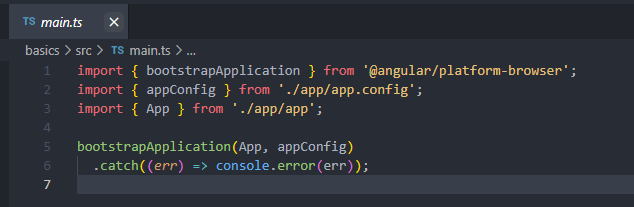 TS main.ts ×
basics > src > TS main.ts > ...
1 import { bootstrapApplication } from '@angular/platform-browser';
2 import { appConfig } from './app/app.config';
3 import { App } from './app/app';
4
5 bootstrapApplication(App, appConfig)
6 .catch((err) => console.error(err));
7